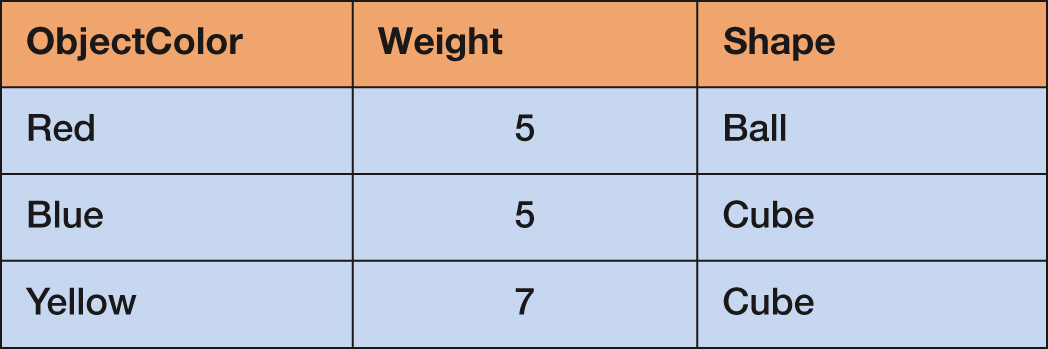 ObjectColor Weight Shape
Red 5 Ball
Blue 5 Cube
Yellow 7 Cube